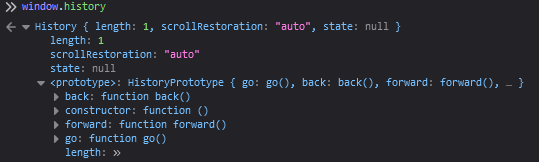 window.history
History { length: 1, scrollRestoration: "auto", state: null }
length: 1
scrollRestoration: "auto"
state: null
<prototype>: HistoryPrototype { go: go(), back: back(), forward: forward(), … }
back: function back()
constructor: function ()
forward: function forward()
go: function go()
length: »